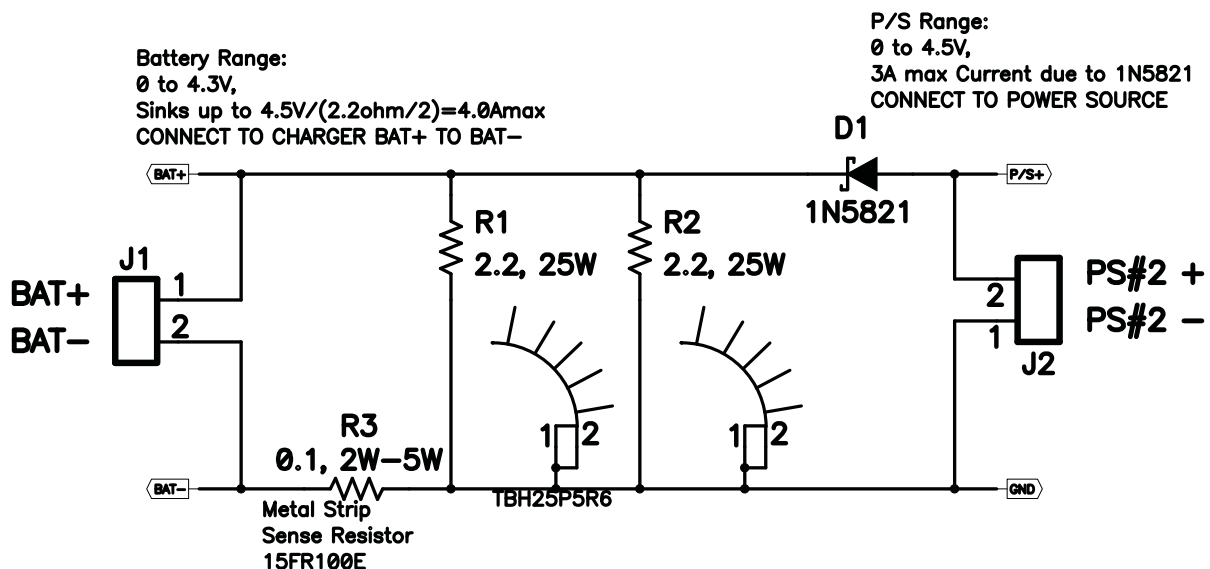 P/S Range:
0 to 4.5V,
3A max Current due to 1N5821
CONNECT TO POWER SOURCE
Battery Range:
0 to 4.3V,
Sinks up to 4.5V/(2.2ohm/2)=4.0Amax
CONNECT TO CHARGER BAT+ TO BAT-
D1
BAT+
P/S+
1N5821
R1
2.2, 25W
R2
2.2, 25W
J1
BAT+ 1
BAT- 2
2 PS#2 +
1 PS#2 -
J2
R3
0.1, 2W-5W
1 2
1 2
BAT-
GND
TBH25P5R6
Metal Strip
Sense Resistor
15FR100E